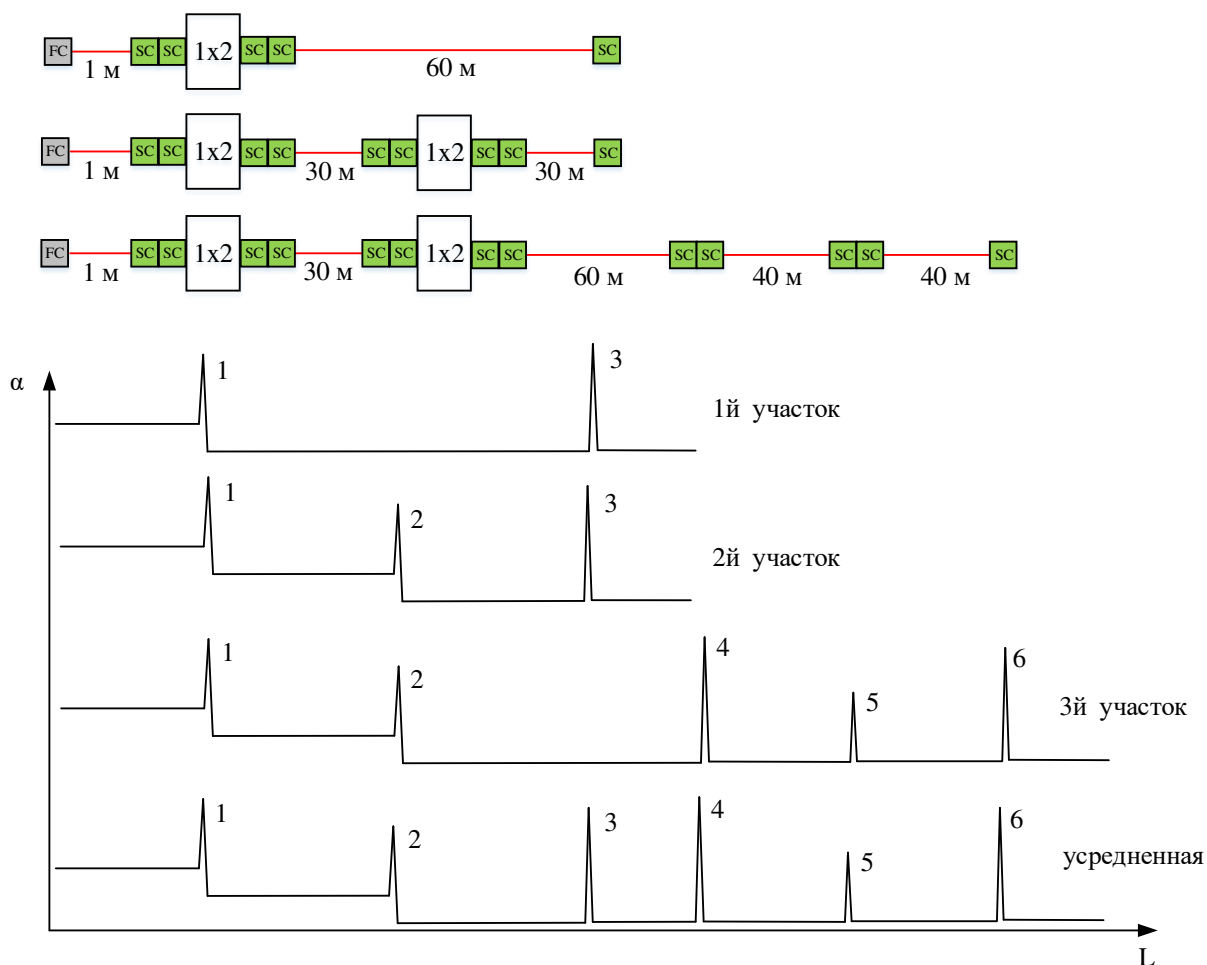 FC SC SC 1x2 SC SC SC
1 м 60 м
FC SC SC 1x2 SC SC SC SC 1x2 SC SC SC
1 м 30 м 30 м
FC SC SC 1x2 SC SC SC SC 1x2 SC SC SC SC SC SC SC
1 м 30 м 60 м 40 м 40 м
α
1 3
1й участок
1 2 3
2й участок
1 2 4 5 6
3й участок
1 2 3 4 5 6
усредненная
L